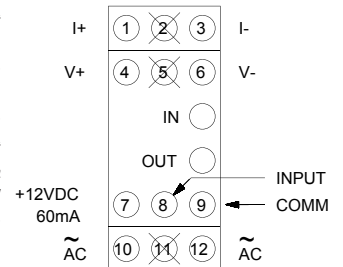 I+ 1 2 3 I-
V+ 4 5 6 V-
IN
OUT
INPUT
+12VDC 7 8 9 COMM
60mA
~ ~
AC 10 11 12 AC